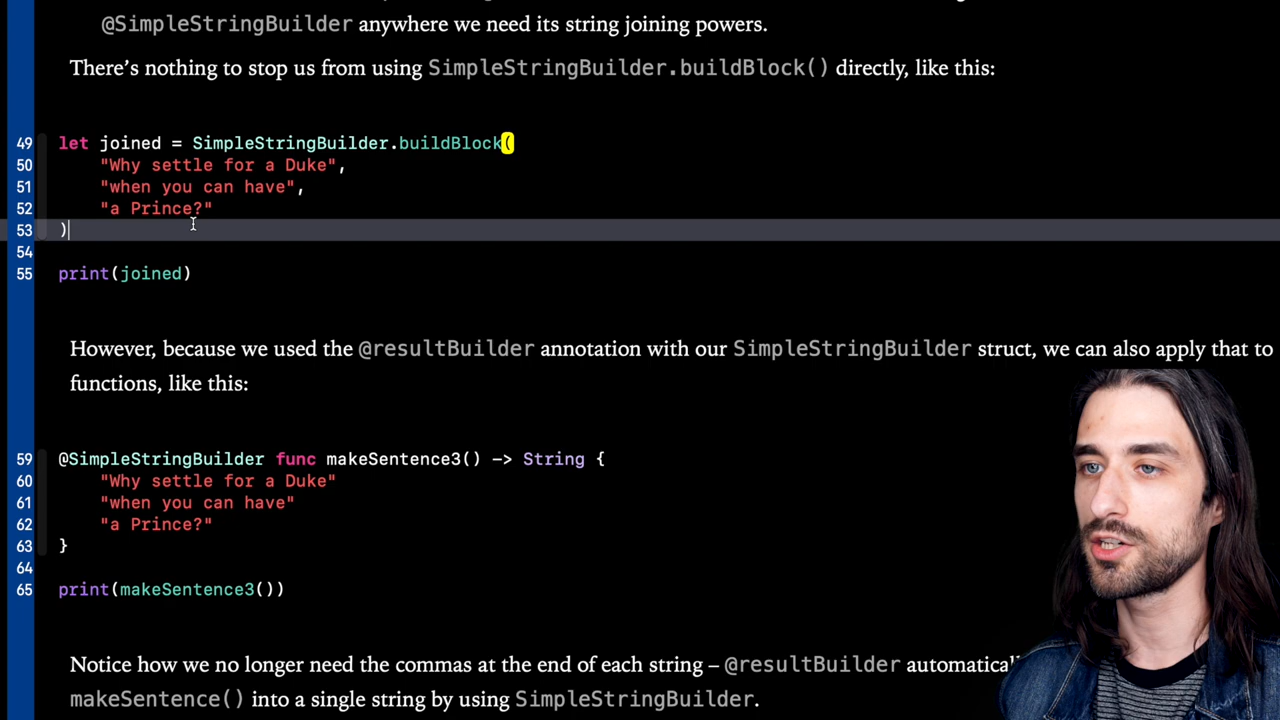 @SimpleStringBuilder anywhere we need its string joining powers.
There’s nothing to stop us from using SimpleStringBuilder.buildBlock() directly, like this:
49 let joined = SimpleStringBuilder.buildBlock(
50 "Why settle for a Duke",
51 "when you can have",
52 "a Prince?"
53 )
54
55 print(joined)
However, because we used the @resultBuilder annotation with our SimpleStringBuilder struct, we can also apply that to
functions, like this:
59 @SimpleStringBuilder func makeSentence3() -> String {
60 "Why settle for a Duke"
61 "when you can have"
62 "a Prince?"
63 }
64
65 print(makeSentence3())
Notice how we no longer need the commas at the end of each string – @resultBuilder
makeSentence() into a single string by using SimpleStringBuilder.